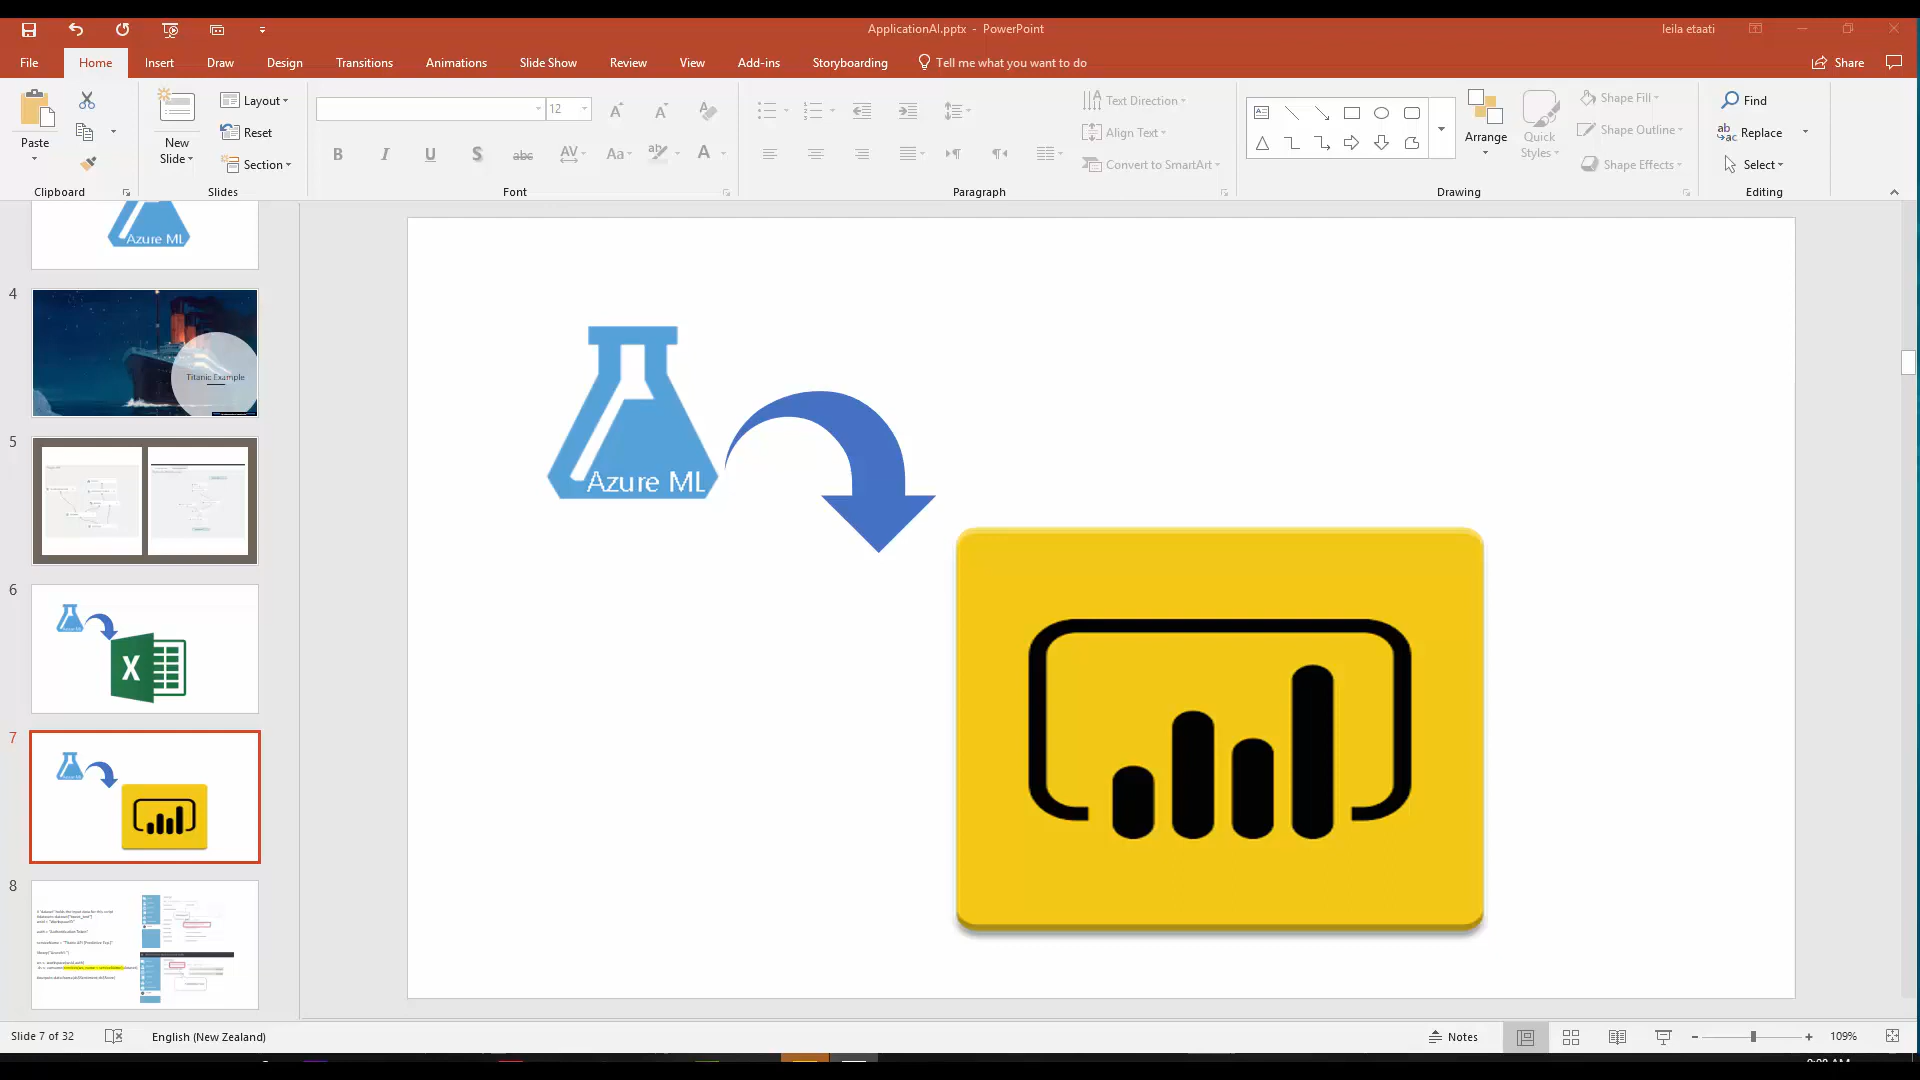 ApplicationAI.pptx - PowerPoint
leila etaati
File
Home
Insert
Draw
Design
Transitions
Animations
Slide Show
Review
View
Add-ins
Storyboarding
Tell me what you want to do
Share
Paste
Clipboard
New
Slide
Layout
Reset
Section
Slides
12
B
I
U
S
abc
AV
Aa
aby
A
Font
Text Direction
Align Text
Convert to SmartArt
Paragraph
Arrange
Quick
Styles
Shape Fill
Shape Outline
Shape Effects
Drawing
Find
Replace
Select
Editing
Azure ML
4
Titanic Example
5
6
X
7
8
Azure ML
Slide 7 of 32
English (New Zealand)
Notes
109%